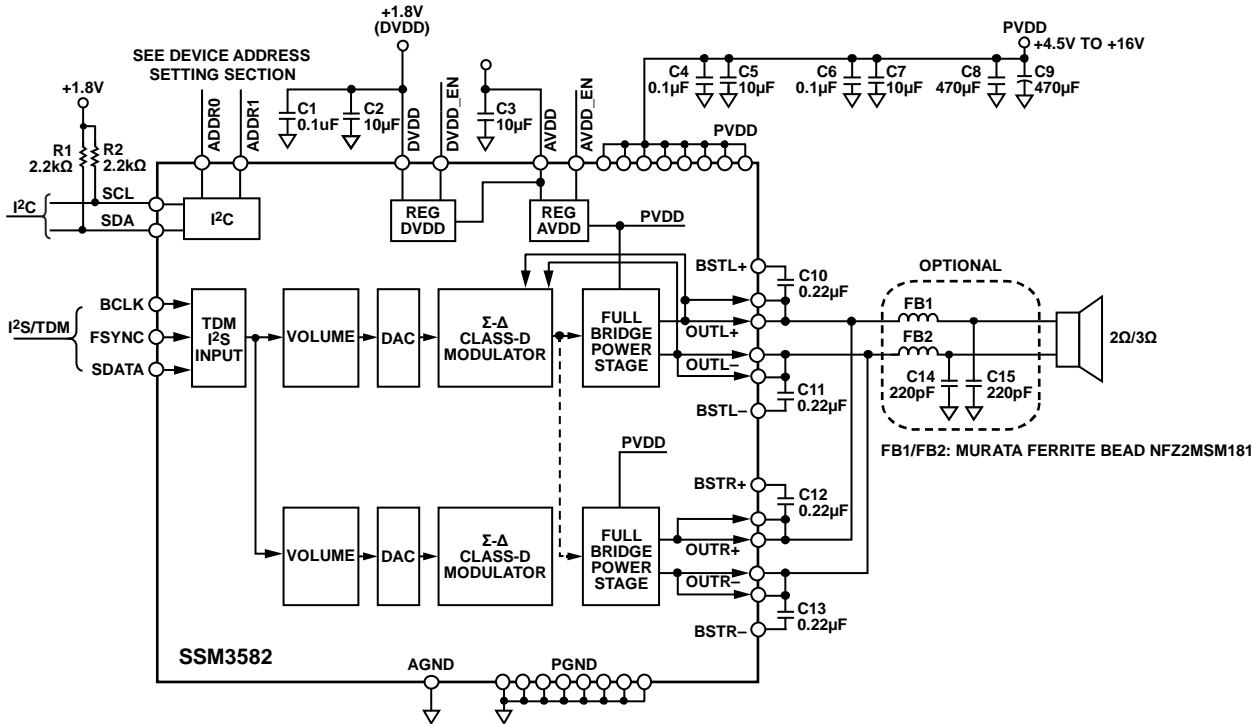 +1.8V
(DVDD)
SEE DEVICE ADDRESS
SETTING SECTION
PVDD
+4.5V TO +16V
+1.8V
R1
2.2kΩ
R2
2.2kΩ
ADDR0
ADDR1
C1
0.1uF
C2
10µF
DVDD
DVDD_EN
C3
10µF
AVDD
AVDD_EN
C4
0.1µF
C5
10µF
C6
0.1µF
C7
10µF
C8
470µF
C9
470µF
PVDD
I²C
SCL
SDA
I²C
REG
DVDD
REG
AVDD
PVDD
I²S/TDM
BCLK
FSYNC
SDATA
TDM
I²S
INPUT
VOLUME
DAC
Σ-Δ
CLASS-D
MODULATOR
FULL
BRIDGE
POWER
STAGE
BSTL+
C10
0.22µF
OUTL+
OUTL–
C11
0.22µF
BSTL–
OPTIONAL
FB1
FB2
C14
220pF
C15
220pF
2Ω/3Ω
FB1/FB2: MURATA FERRITE BEAD NFZ2MSM181
PVDD
VOLUME
DAC
Σ-Δ
CLASS-D
MODULATOR
FULL
BRIDGE
POWER
STAGE
BSTR+
C12
0.22µF
OUTR+
OUTR–
C13
0.22µF
BSTR–
SSM3582
AGND
PGND